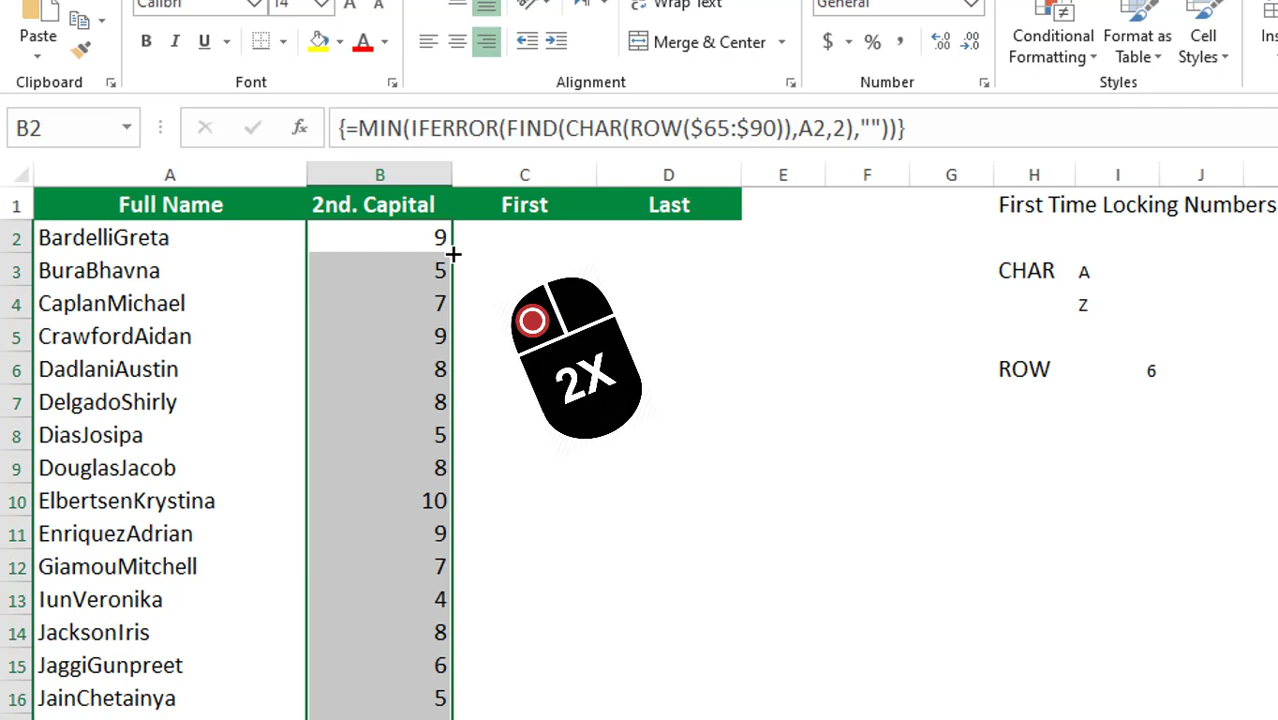 Calibri 14 A A Wrap Text General
Paste B I U A Merge & Center $ % , Conditional Formatting Format as Table Cell Styles
Clipboard Font Alignment Number Styles
B2 fx {=MIN(IFERROR(FIND(CHAR(ROW($65:$90)),A2,2),""))}
A B C D E F G H I J
1 Full Name 2nd. Capital First Last First Time Locking Numbers
2 BardelliGreta 9
3 BuraBhavna 5 CHAR A
4 CaplanMichael 7 Z
5 CrawfordAidan 9
6 DadlaniAustin 8 ROW 6
7 DelgadoShirly 8
8 DiasJosipa 5
9 DouglasJacob 8
10 ElbertsenKrystina 10
11 EnriquezAdrian 9
12 GiamouMitchell 7
13 IunVeronika 4
14 JacksonIris 8
15 JaggiGunpreet 6
16 JainChetainya 5
2X